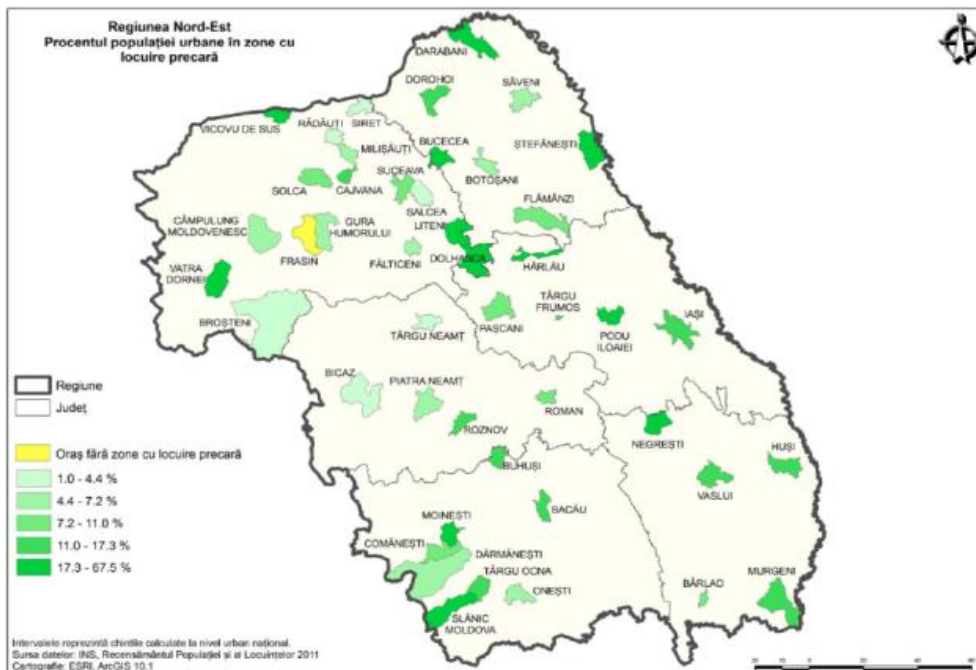 Regiunea Nord-Est
Procentul populației urbane în zone cu
locuire precară
DARABANI
DOROHOI
SĂVENI
SIRET
VICOVU DE SUS
RĂDĂUȚI
BUCECEA
ȘTEFĂNEȘTI
MILIȘĂUȚI
SUCEAVA
BOTOȘANI
SOLCA
CAJVANA
FLĂMÂNZI
SALCEA
CÂMPULUNG
MOLDOVENESC
GURA
HUMORULUI
LITENI
FRASIN
FĂLTICENI
DOLHASCA
HÂRLĂU
VATRA
DORNEI
BROȘTENI
TÂRGU NEAMȚ
PAȘCANI
TÂRGU
FRUMOS
PODU
ILOAIEI
IAȘI
BICAZ
PIATRA NEAMȚ
ROMAN
ROZNOV
NEGREȘTI
HUȘI
BUHUȘI
VASLUI
BACĂU
MOINEȘTI
COMĂNEȘTI
DĂRMĂNEȘTI
TÂRGU OCNA
ONEȘTI
SLĂNIC
MOLDOVA
BÂRLAD
MURGENI
Regiune
Județ
Oraș fără zone cu locuire precară
1.0 - 4.4 %
4.4 - 7.2 %
7.2 - 11.0 %
11.0 - 17.3 %
17.3 - 67.5 %
Intervalele reprezintă chintile calculate la nivel urban național.
Sursa datelor: INS, Recensământul Populației și al Locuințelor 2011
Cartografie: ESRI, ArcGIS 10.1